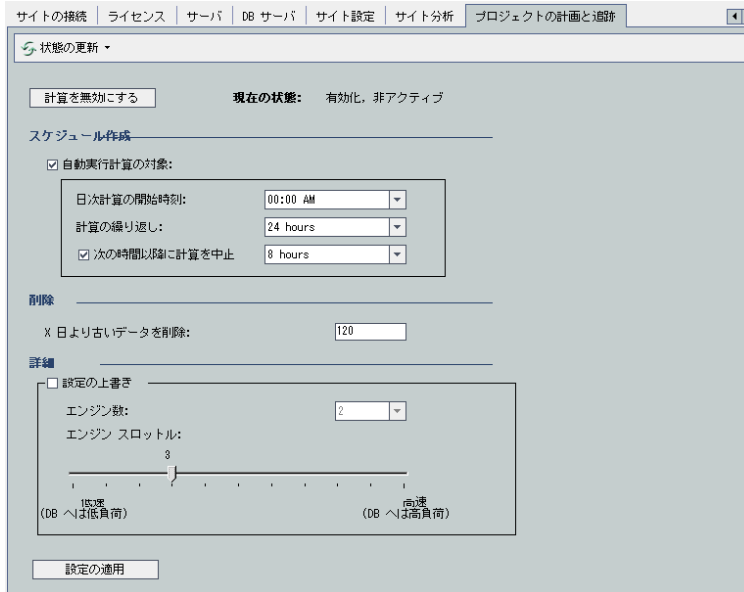 サイトの接続 ライセンス サーバ DB サーバ サイト設定 サイト分析 プロジェクトの計画と追跡
状態の更新
計算を無効にする 現在の状態: 有効化, 非アクティブ
スケジュール作成
自動実行計算の対象:
日次計算の開始時刻: 00:00 AM
計算の繰り返し: 24 hours
次の時間以降に計算を中止 8 hours
削除
X 日より古いデータを削除: 120
詳細
設定の上書き
エンジン数: 2
エンジン スロットル:
3
低速 高速
(DB へは低負荷) (DB へは高負荷)
設定の適用